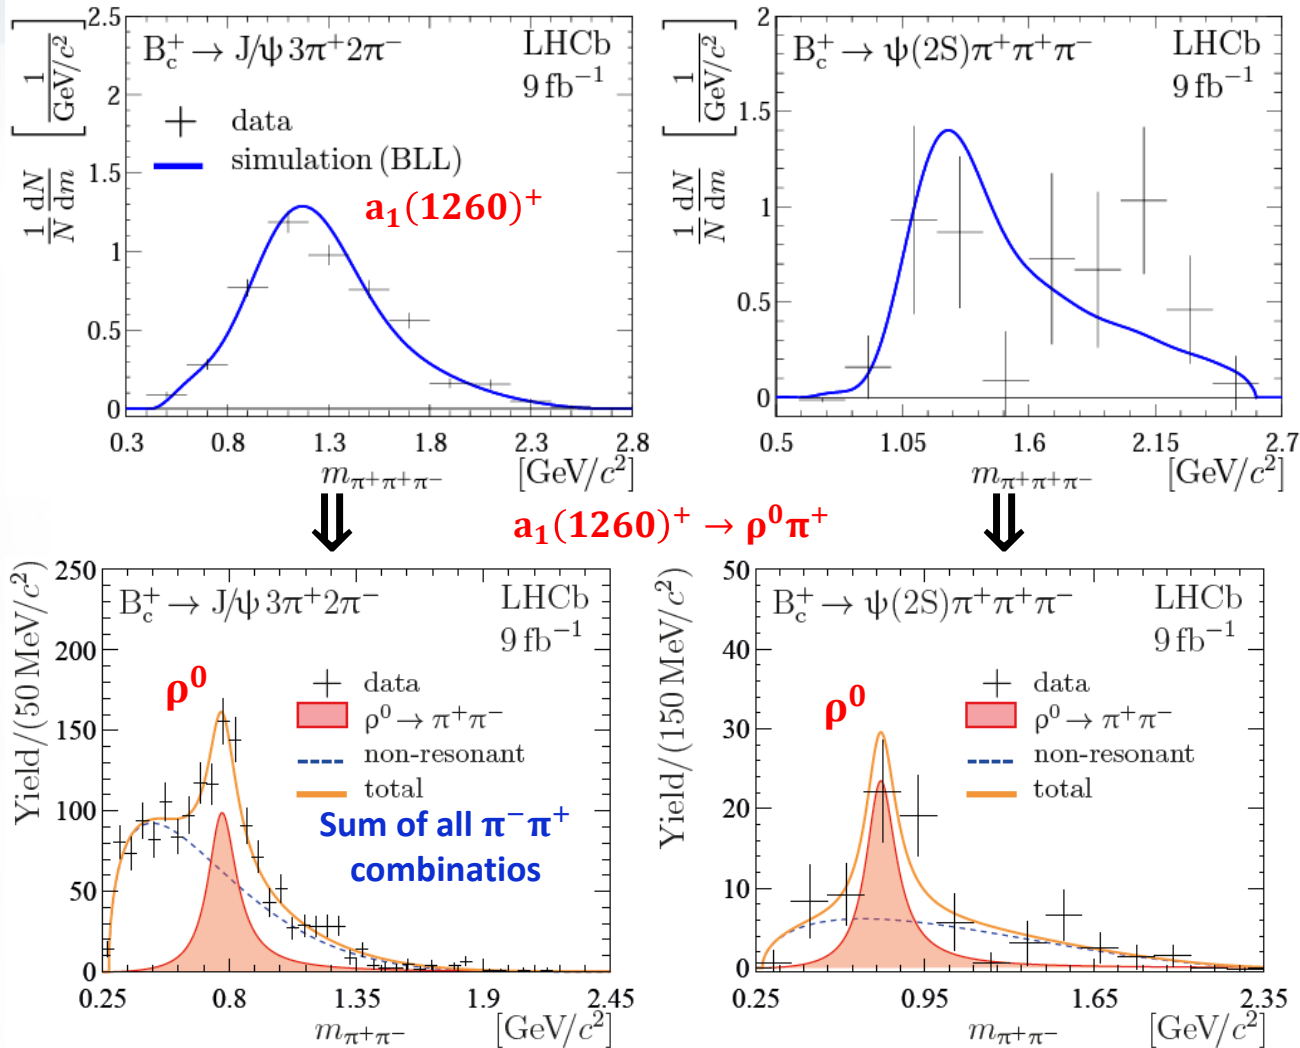 B_c^+ → J/ψ 3π^+ 2π^-
LHCb
9 fb^{-1}
data
simulation (BLL)
a_1(1260)^+
1/N dN/dm [1/(GeV/c^2)]
2.5
2
1.5
1
0.5
0
0.3 0.8 1.3 1.8 2.3 2.8
m_{π^+π^+π^-} [GeV/c^2]
B_c^+ → ψ(2S)π^+π^+π^-
LHCb
9 fb^{-1}
1/N dN/dm [1/(GeV/c^2)]
2
1.5
1
0.5
0
0.5 1.05 1.6 2.15 2.7
m_{π^+π^+π^-} [GeV/c^2]
⇓ ⇓
a_1(1260)^+ → ρ^0π^+
B_c^+ → J/ψ 3π^+ 2π^-
LHCb
9 fb^{-1}
ρ^0
data
ρ^0 → π^+π^-
non-resonant
total
Sum of all π^-π^+
combinatios
Yield/(50 MeV/c^2)
250
200
150
100
50
0
0.25 0.8 1.35 1.9 2.45
m_{π^+π^-} [GeV/c^2]
B_c^+ → ψ(2S)π^+π^+π^-
LHCb
9 fb^{-1}
ρ^0
data
ρ^0 → π^+π^-
non-resonant
total
Yield/(150 MeV/c^2)
50
40
30
20
10
0
0.25 0.95 1.65 2.35
m_{π^+π^-} [GeV/c^2]